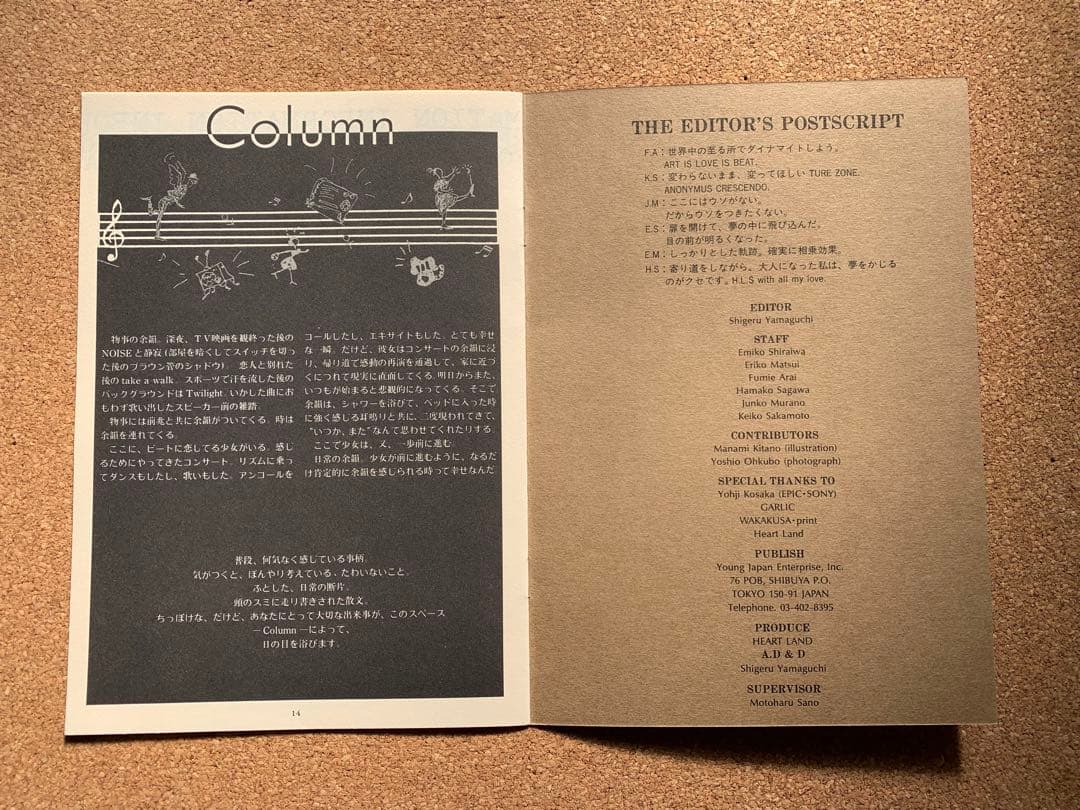 Column
物事の余韻。深夜、TV映画を観終った後の
NOISEと静寂(部屋を暗くしてスイッチを切っ
た後のブラウン管のシャドウ)。恋人と別れた
後のtake a walk。スポーツで汗を流した後の
バックグラウンドはTwilight。いかした曲にお
もわず歌い出したスピーカー前の雑踏。
物事には前兆と共に余韻がついてくる。時は
余韻を連れてくる。
ここに、ビートに恋してる少女がいる。感じ
るためにやってきたコンサート。リズムに乗っ
てダンスもしたし、歌いもした。アンコールを
コールしたし、エキサイトもした。とても幸せ
な一瞬。だけど、彼女はコンサートの余韻に浸
り、帰り道で感動の再演を通過して、家に近づ
くにつれて現実に直面してくる。明日からまた、
いつもが始まると悲観的になってくる。そこで
余韻は、シャワーを浴びて、ベッドに入った時
に強く感じる耳鳴りと共に、二度現われてきて、
"いつか、また"なんて思わせてくれたりする。
ここで少女は、又、一歩前に進む。
日常の余韻。少女が前に進むように、なるだ
け肯定的に余韻を感じられる時って幸せなんだ
普段、何気なく感じている事柄。
気がつくと、ぼんやり考えている、たわいないこと。
ふとした、日常の断片。
頭のスミに走り書きされた散文。
ちっぽけな、だけど、あなたにとって大切な出来事が、このスペース
—Column—によって、
日の目を浴びます。
14
THE EDITOR'S POSTSCRIPT
F.A：世界中の至る所でダイナマイトしよう。
ART IS LOVE IS BEAT.
K.S：変わらないまま、変ってほしい TURE ZONE.
ANONYMUS CRESCENDO.
J.M：ここにはウソがない。
だからウソをつきたくない。
E.S：扉を開けて、夢の中に飛び込んだ。
目の前が明るくなった。
E.M：しっかりとした軌跡。確実に相乗効果。
H.S：寄り道をしながら、大人になった私は、夢をかじる
のがクセです。H.L.S with all my love.
EDITOR
Shigeru Yamaguchi
STAFF
Emiko Shiraiwa
Eriko Matsui
Fumie Arai
Hamako Sagawa
Junko Murano
Keiko Sakamoto
CONTRIBUTORS
Manami Kitano (illustration)
Yoshio Ohkubo (photograph)
SPECIAL THANKS TO
Yohji Kosaka (EPIC・SONY)
GARLIC
WAKAKUSA・print
Heart Land
PUBLISH
Young Japan Enterprise, Inc.
76 POB, SHIBUYA P.O.
TOKYO 150-91 JAPAN
Telephone. 03-402-8395
PRODUCE
HEART LAND
A.D & D
Shigeru Yamaguchi
SUPERVISOR
Motoharu Sano